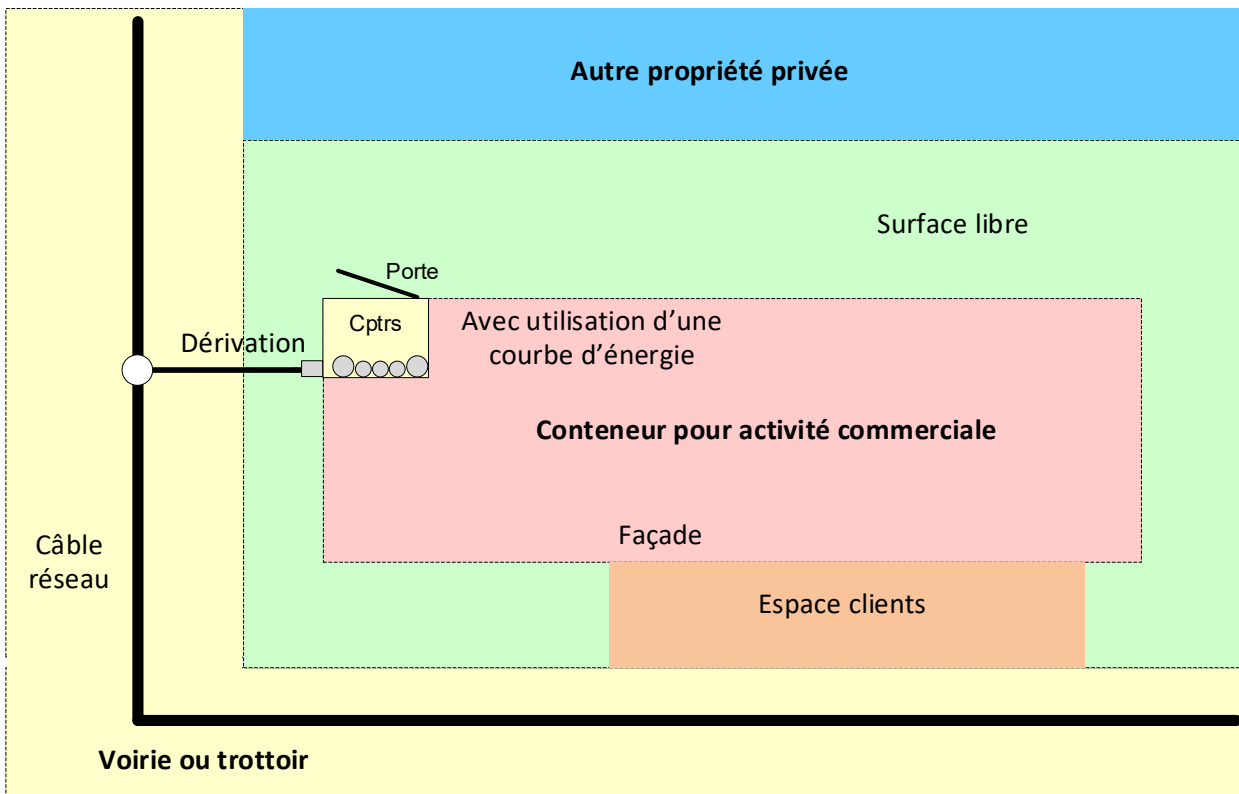 Autre propriété privée
Surface libre
Porte
Cptrs
Avec utilisation d’une
courbe d’énergie
Dérivation
Conteneur pour activité commerciale
Façade
Câble
réseau
Espace clients
Voirie ou trottoir